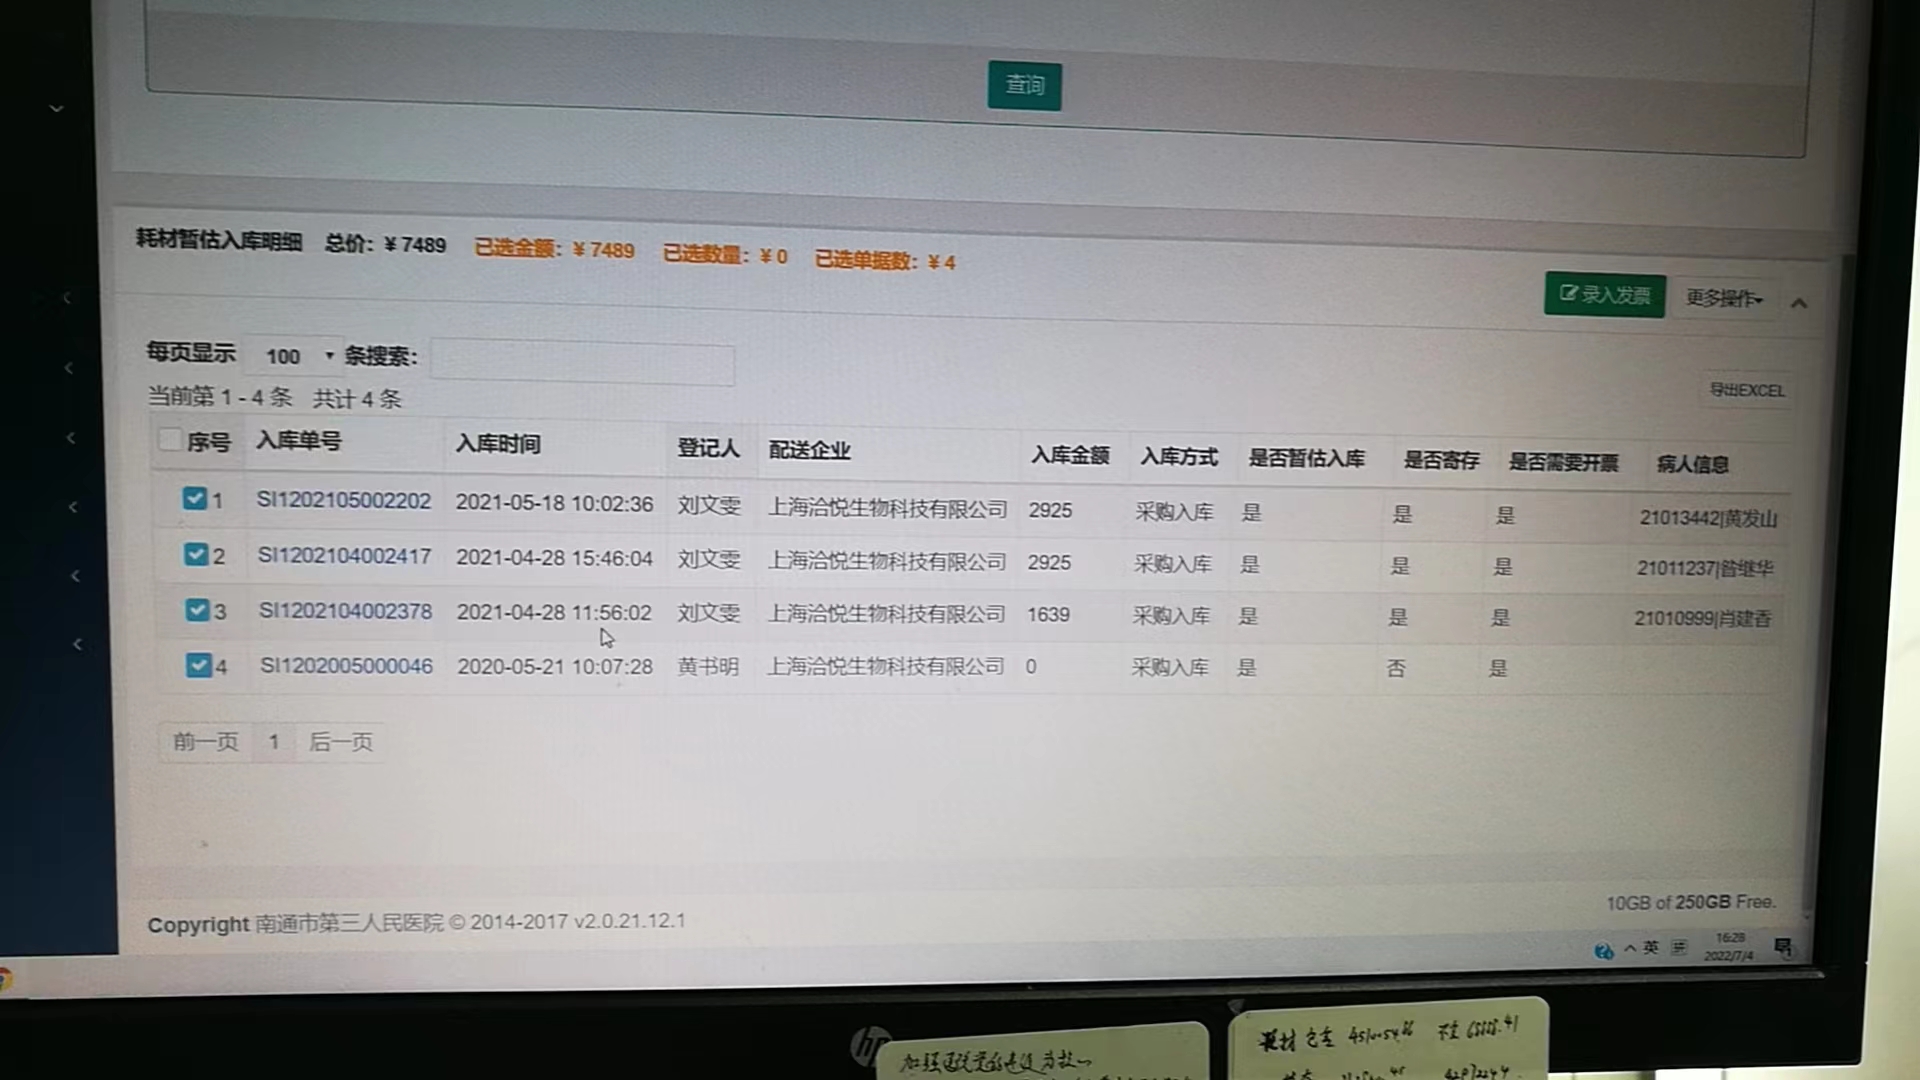 查询
耗材暂估入库明细 总价：￥7489 已选金额：￥7489 已选数量：￥0 已选单据数：￥4
录入发票 更多操作
每页显示 100 条搜索：
当前第 1 - 4 条 共计 4 条
导出EXCEL
序号 入库单号 入库时间 登记人 配送企业 入库金额 入库方式 是否暂估入库 是否寄存 是否需要开票 病人信息
1 SI1202105002202 2021-05-18 10:02:36 刘文雯 上海洽悦生物科技有限公司 2925 采购入库 是 是 是 21013442|黄发山
2 SI1202104002417 2021-04-28 15:46:04 刘文雯 上海洽悦生物科技有限公司 2925 采购入库 是 是 是 21011237|昝继华
3 SI1202104002378 2021-04-28 11:56:02 刘文雯 上海洽悦生物科技有限公司 1639 采购入库 是 是 是 21010999|肖建香
4 SI1202005000046 2020-05-21 10:07:28 黄书明 上海洽悦生物科技有限公司 0 采购入库 是 否 是
前一页 1 后一页
10GB of 250GB Free.
Copyright 南通市第三人民医院 © 2014-2017 v2.0.21.12.1
英 16:28
2022/7/4
hp
耗材